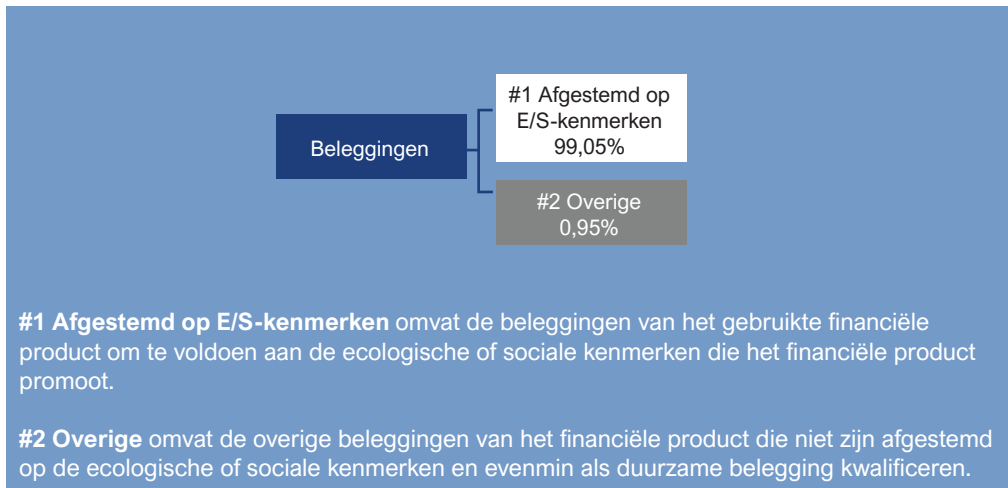 #1 Afgestemd op
E/S-kenmerken
99,05%
Beleggingen
#2 Overige
0,95%
#1 Afgestemd op E/S-kenmerken omvat de beleggingen van het gebruikte financiële
product om te voldoen aan de ecologische of sociale kenmerken die het financiële product
promoot.
#2 Overige omvat de overige beleggingen van het financiële product die niet zijn afgestemd
op de ecologische of sociale kenmerken en evenmin als duurzame belegging kwalificeren.